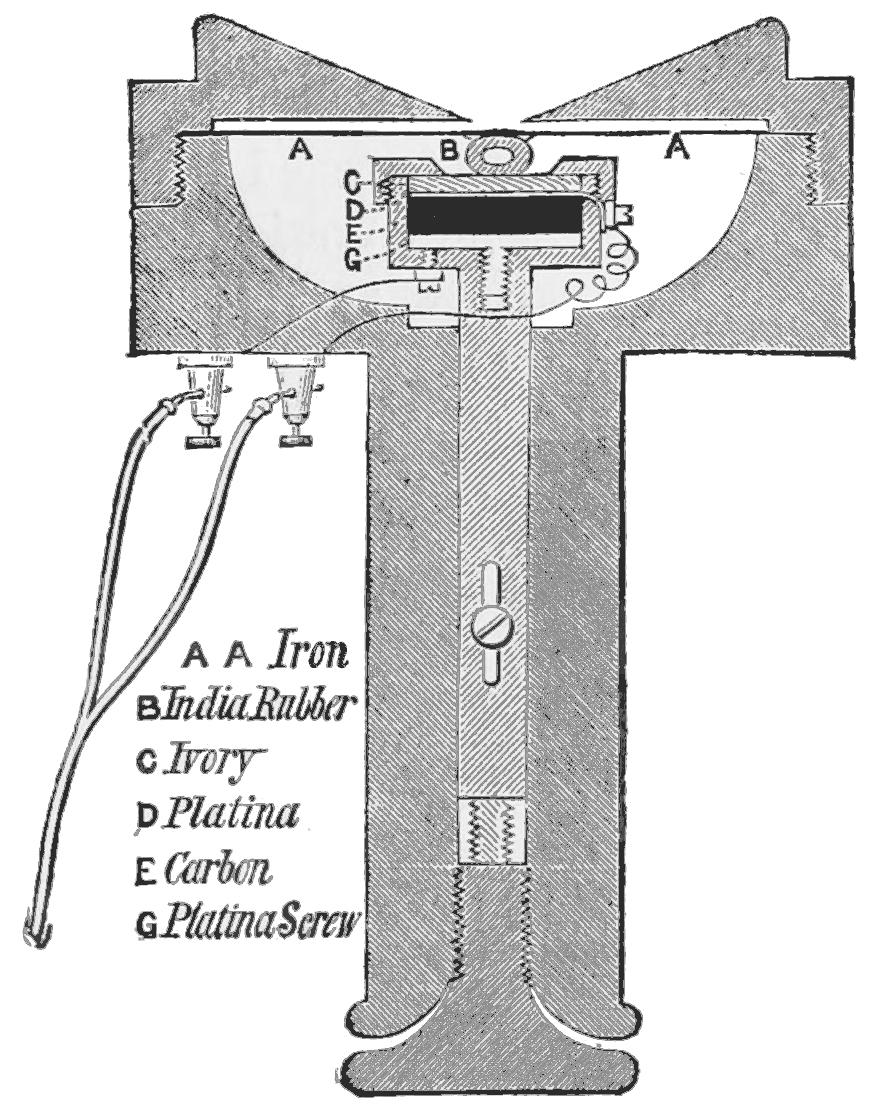 A B A
C
D
E
G
A A Iron
B India Rubber
C Ivory
D Platina
E Carbon
G Platina Screw